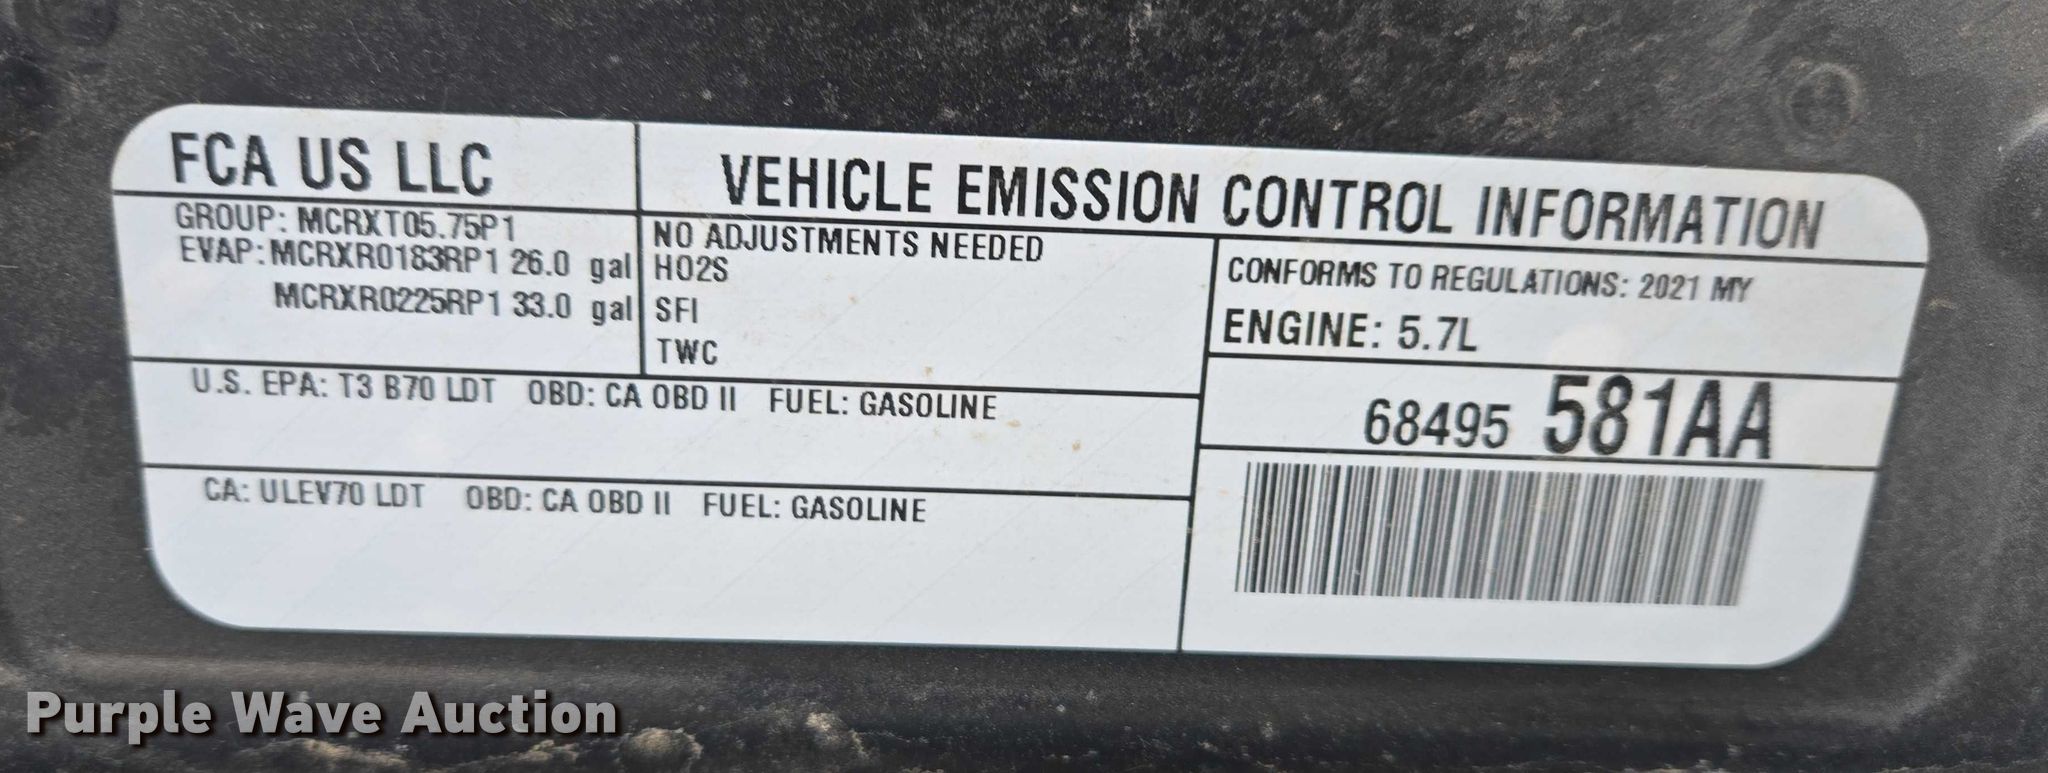 FCA US LLC
VEHICLE EMISSION CONTROL INFORMATION
GROUP: MCRXT05.75P1
EVAP: MCRXR0183RP1 26.0 gal
MCRXR0225RP1 33.0 gal
NO ADJUSTMENTS NEEDED
HO2S
SFI
TWC
CONFORMS TO REGULATIONS: 2021 MY
ENGINE: 5.7L
U.S. EPA: T3 B70 LDT OBD: CA OBD II FUEL: GASOLINE
68495 581AA
CA: ULEV70 LDT OBD: CA OBD II FUEL: GASOLINE
Purple Wave Auction